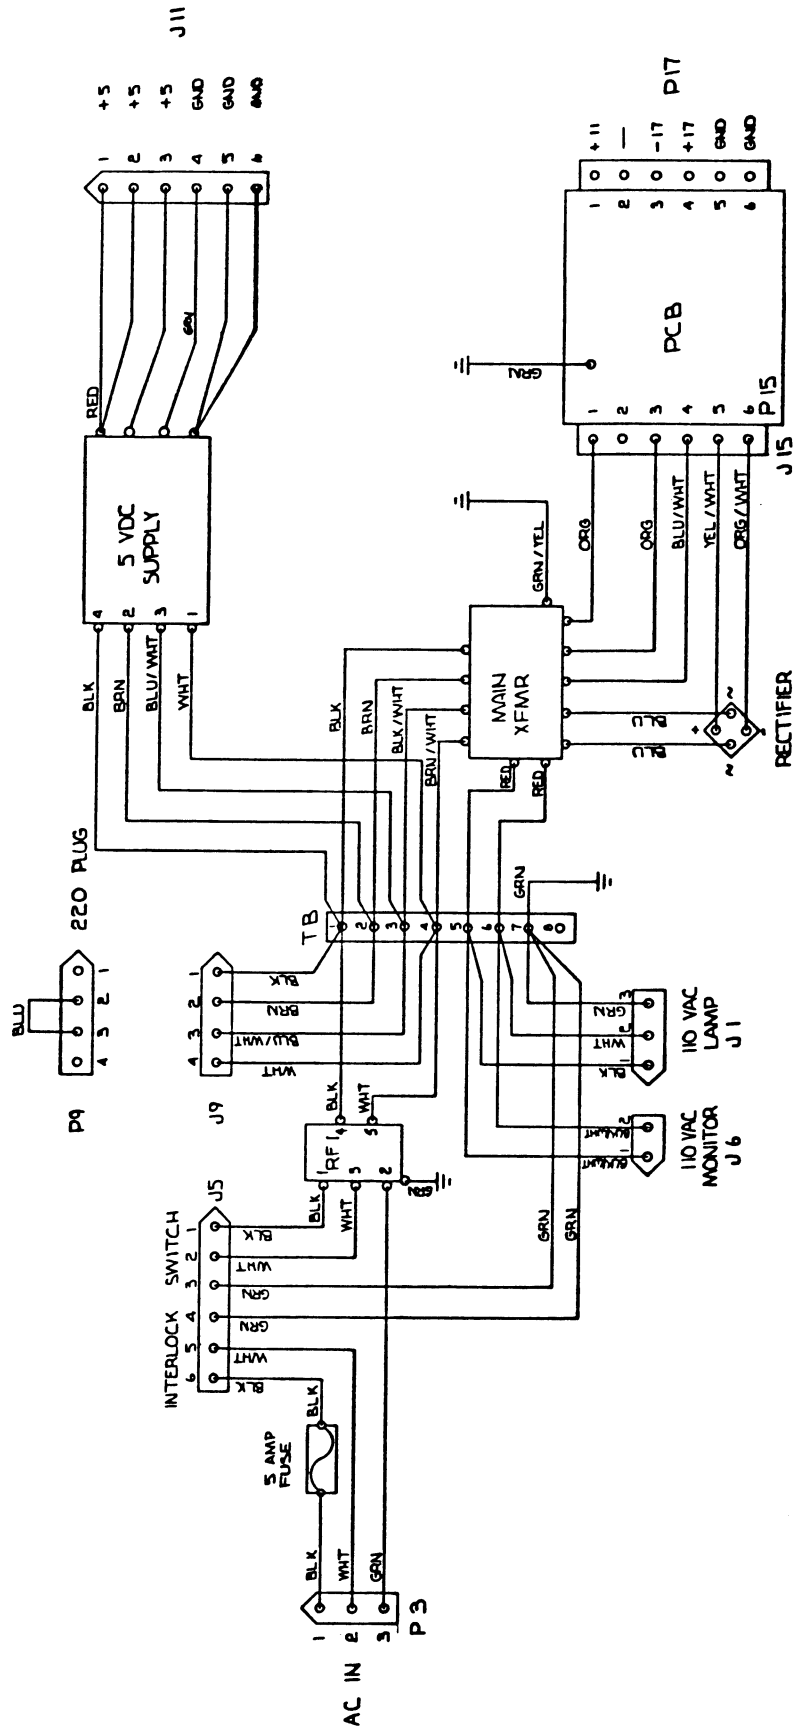 J11
+5
+5
+5
GND
GND
GND
1
2
3
4
5
6
RED
GRN
5 VDC
SUPPLY
4
2
3
1
BLK
BRN
BLU/WHT
WHT
220 PLUG
BLU
1
2
3
4
P9
1
2
3
4
J9
BLK
BRN
BLU/WHT
WHT
TB
1
2
3
4
5
6
7
8
BLK
BRN
BLK/WHT
BRN/WHT
MAIN
XFMR
RED
RED
GRN/YEL
GRN
ORG
ORG
BLU/WHT
YEL/WHT
ORG/WHT
BLU
BLU
+
-
~
~
RECTIFIER
J15
P15
1
2
3
4
5
6
PCB
GRN
1
2
3
4
5
6
+11
—
-17
+17
GND
GND
P17
BLK
WHT
4
5
RFI
1
3
2
GRN
BLK
WHT
INTERLOCK SWITCH
J5
1
2
3
4
5
6
BLK
WHT
GRN
GRN
WHT
BLK
GRN
GRN
110 VAC
LAMP
J1
3
2
1
GRN
WHT
BLK
110 VAC
MONITOR
J6
2
1
BLK/WHT
BLK/WHT
5 AMP
FUSE
BLK
BLK
WHT
GRN
1
2
3
P3
AC IN